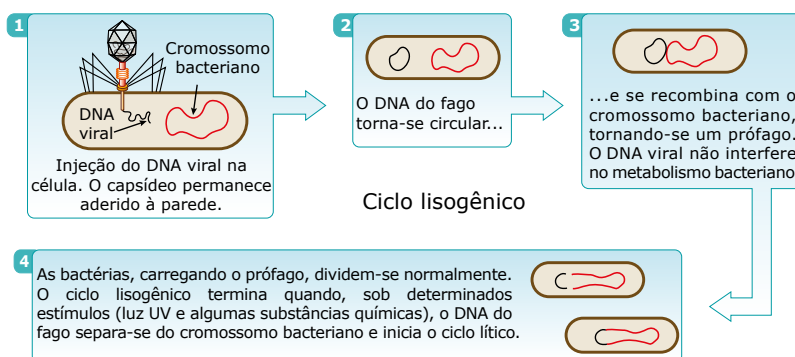 1
Cromossomo
bacteriano
DNA
viral
Injeção do DNA viral na
célula. O capsídeo permanece
aderido à parede.
2
O DNA do fago
torna-se circular...
3
...e se recombina com o
cromossomo bacteriano,
tornando-se um prófago.
O DNA viral não interfere
no metabolismo bacteriano
Ciclo lisogênico
4
As bactérias, carregando o prófago, dividem-se normalmente.
O ciclo lisogênico termina quando, sob determinados
estímulos (luz UV e algumas substâncias químicas), o DNA do
fago separa-se do cromossomo bacteriano e inicia o ciclo lítico.